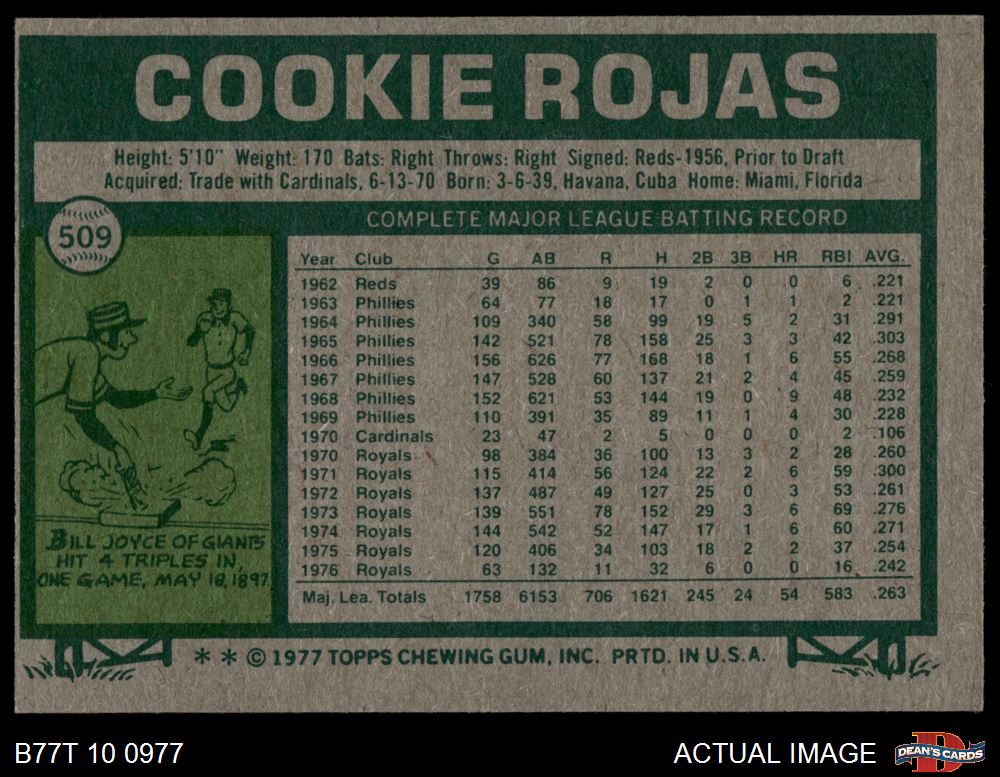 COOKIE ROJAS
Height: 5'10" Weight: 170 Bats: Right Throws: Right Signed: Reds-1956, Prior to Draft
Acquired: Trade with Cardinals, 6-13-70 Born: 3-6-39, Havana, Cuba Home: Miami, Florida
509
COMPLETE MAJOR LEAGUE BATTING RECORD
Year Club G AB R H 2B 3B HR RBI AVG.
1962 Reds 39 86 9 19 2 0 0 6 .221
1963 Phillies 64 77 18 17 0 1 1 2 .221
1964 Phillies 109 340 58 99 19 5 2 31 .291
1965 Phillies 142 521 78 158 25 3 3 42 .303
1966 Phillies 156 626 77 168 18 1 6 55 .268
1967 Phillies 147 528 60 137 21 2 4 45 .259
1968 Phillies 152 621 53 144 19 0 9 48 .232
1969 Phillies 110 391 35 89 11 1 4 30 .228
1970 Cardinals 23 47 2 5 0 0 0 2 .106
1970 Royals 98 384 36 100 13 3 2 28 .260
1971 Royals 115 414 56 124 22 2 6 59 .300
1972 Royals 137 487 49 127 25 0 3 53 .261
1973 Royals 139 551 78 152 29 3 6 69 .276
1974 Royals 144 542 52 147 17 1 6 60 .271
1975 Royals 120 406 34 103 18 2 2 37 .254
1976 Royals 63 132 11 32 6 0 0 16 .242
Maj. Lea. Totals 1758 6153 706 1621 245 24 54 583 .263
BILL JOYCE OF GIANTS
HIT 4 TRIPLES IN
ONE GAME, MAY 18, 1897.
* * © 1977 TOPPS CHEWING GUM, INC. PRTD. IN U.S.A.
B77T 10 0977
ACTUAL IMAGE
D
DEAN'S CARDS